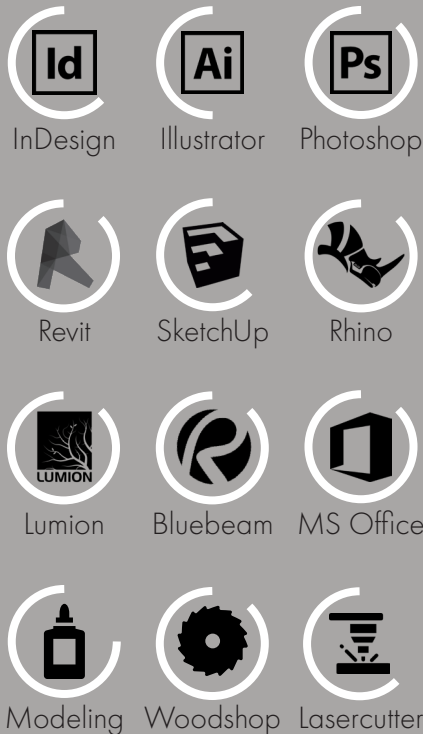 Id Ai Ps
InDesign Illustrator Photoshop
Revit SketchUp Rhino
LUMION
Lumion Bluebeam MS Office
Modeling Woodshop Lasercutter